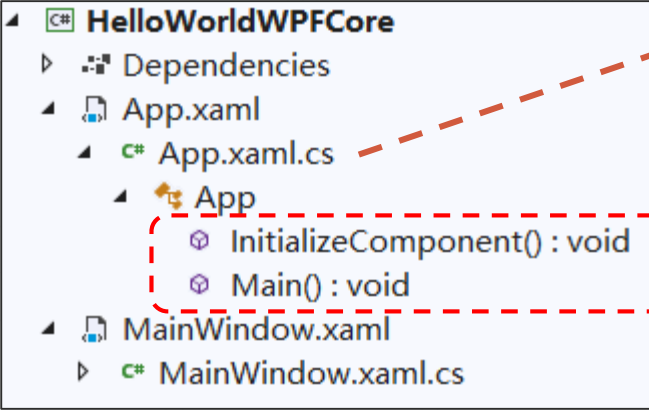 C# HelloWorldWPFCore
Dependencies
App.xaml
C# App.xaml.cs
App
InitializeComponent() : void
Main() : void
MainWindow.xaml
C# MainWindow.xaml.cs